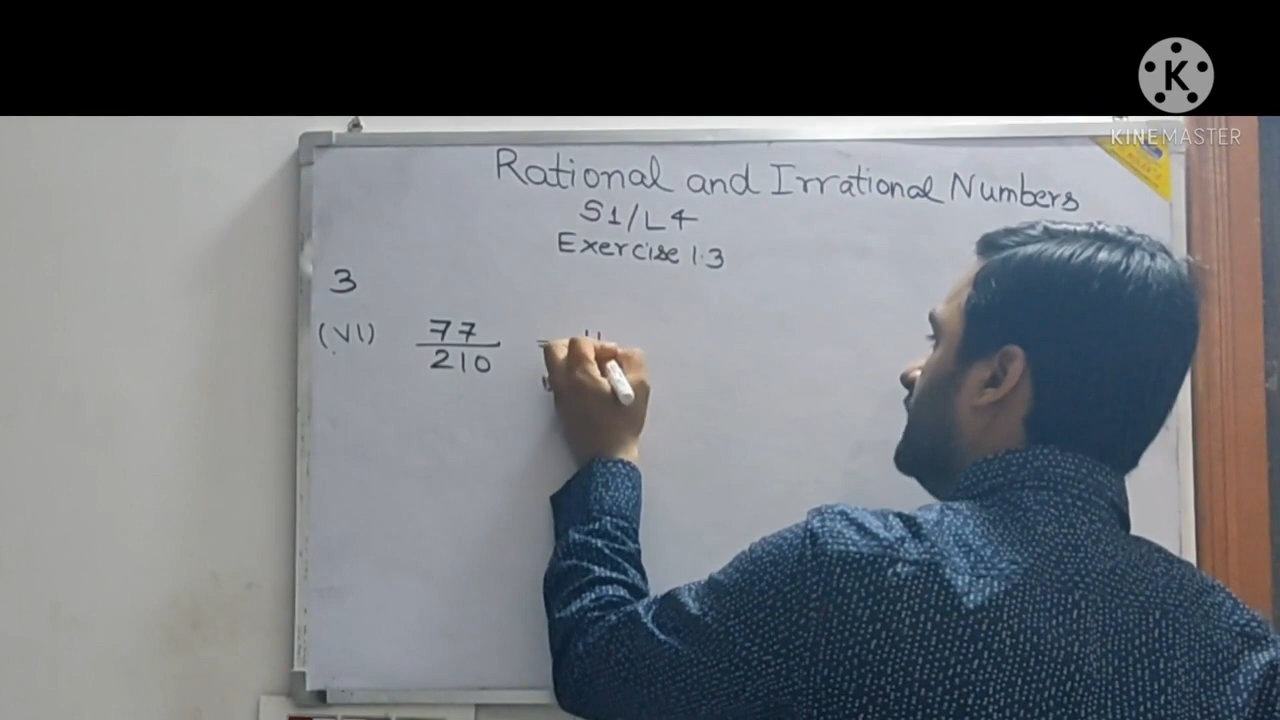 KINEMASTER
Rational and Irrational Numbers
S1/L4
Exercise 1.3
3
(VI) 77/210 =